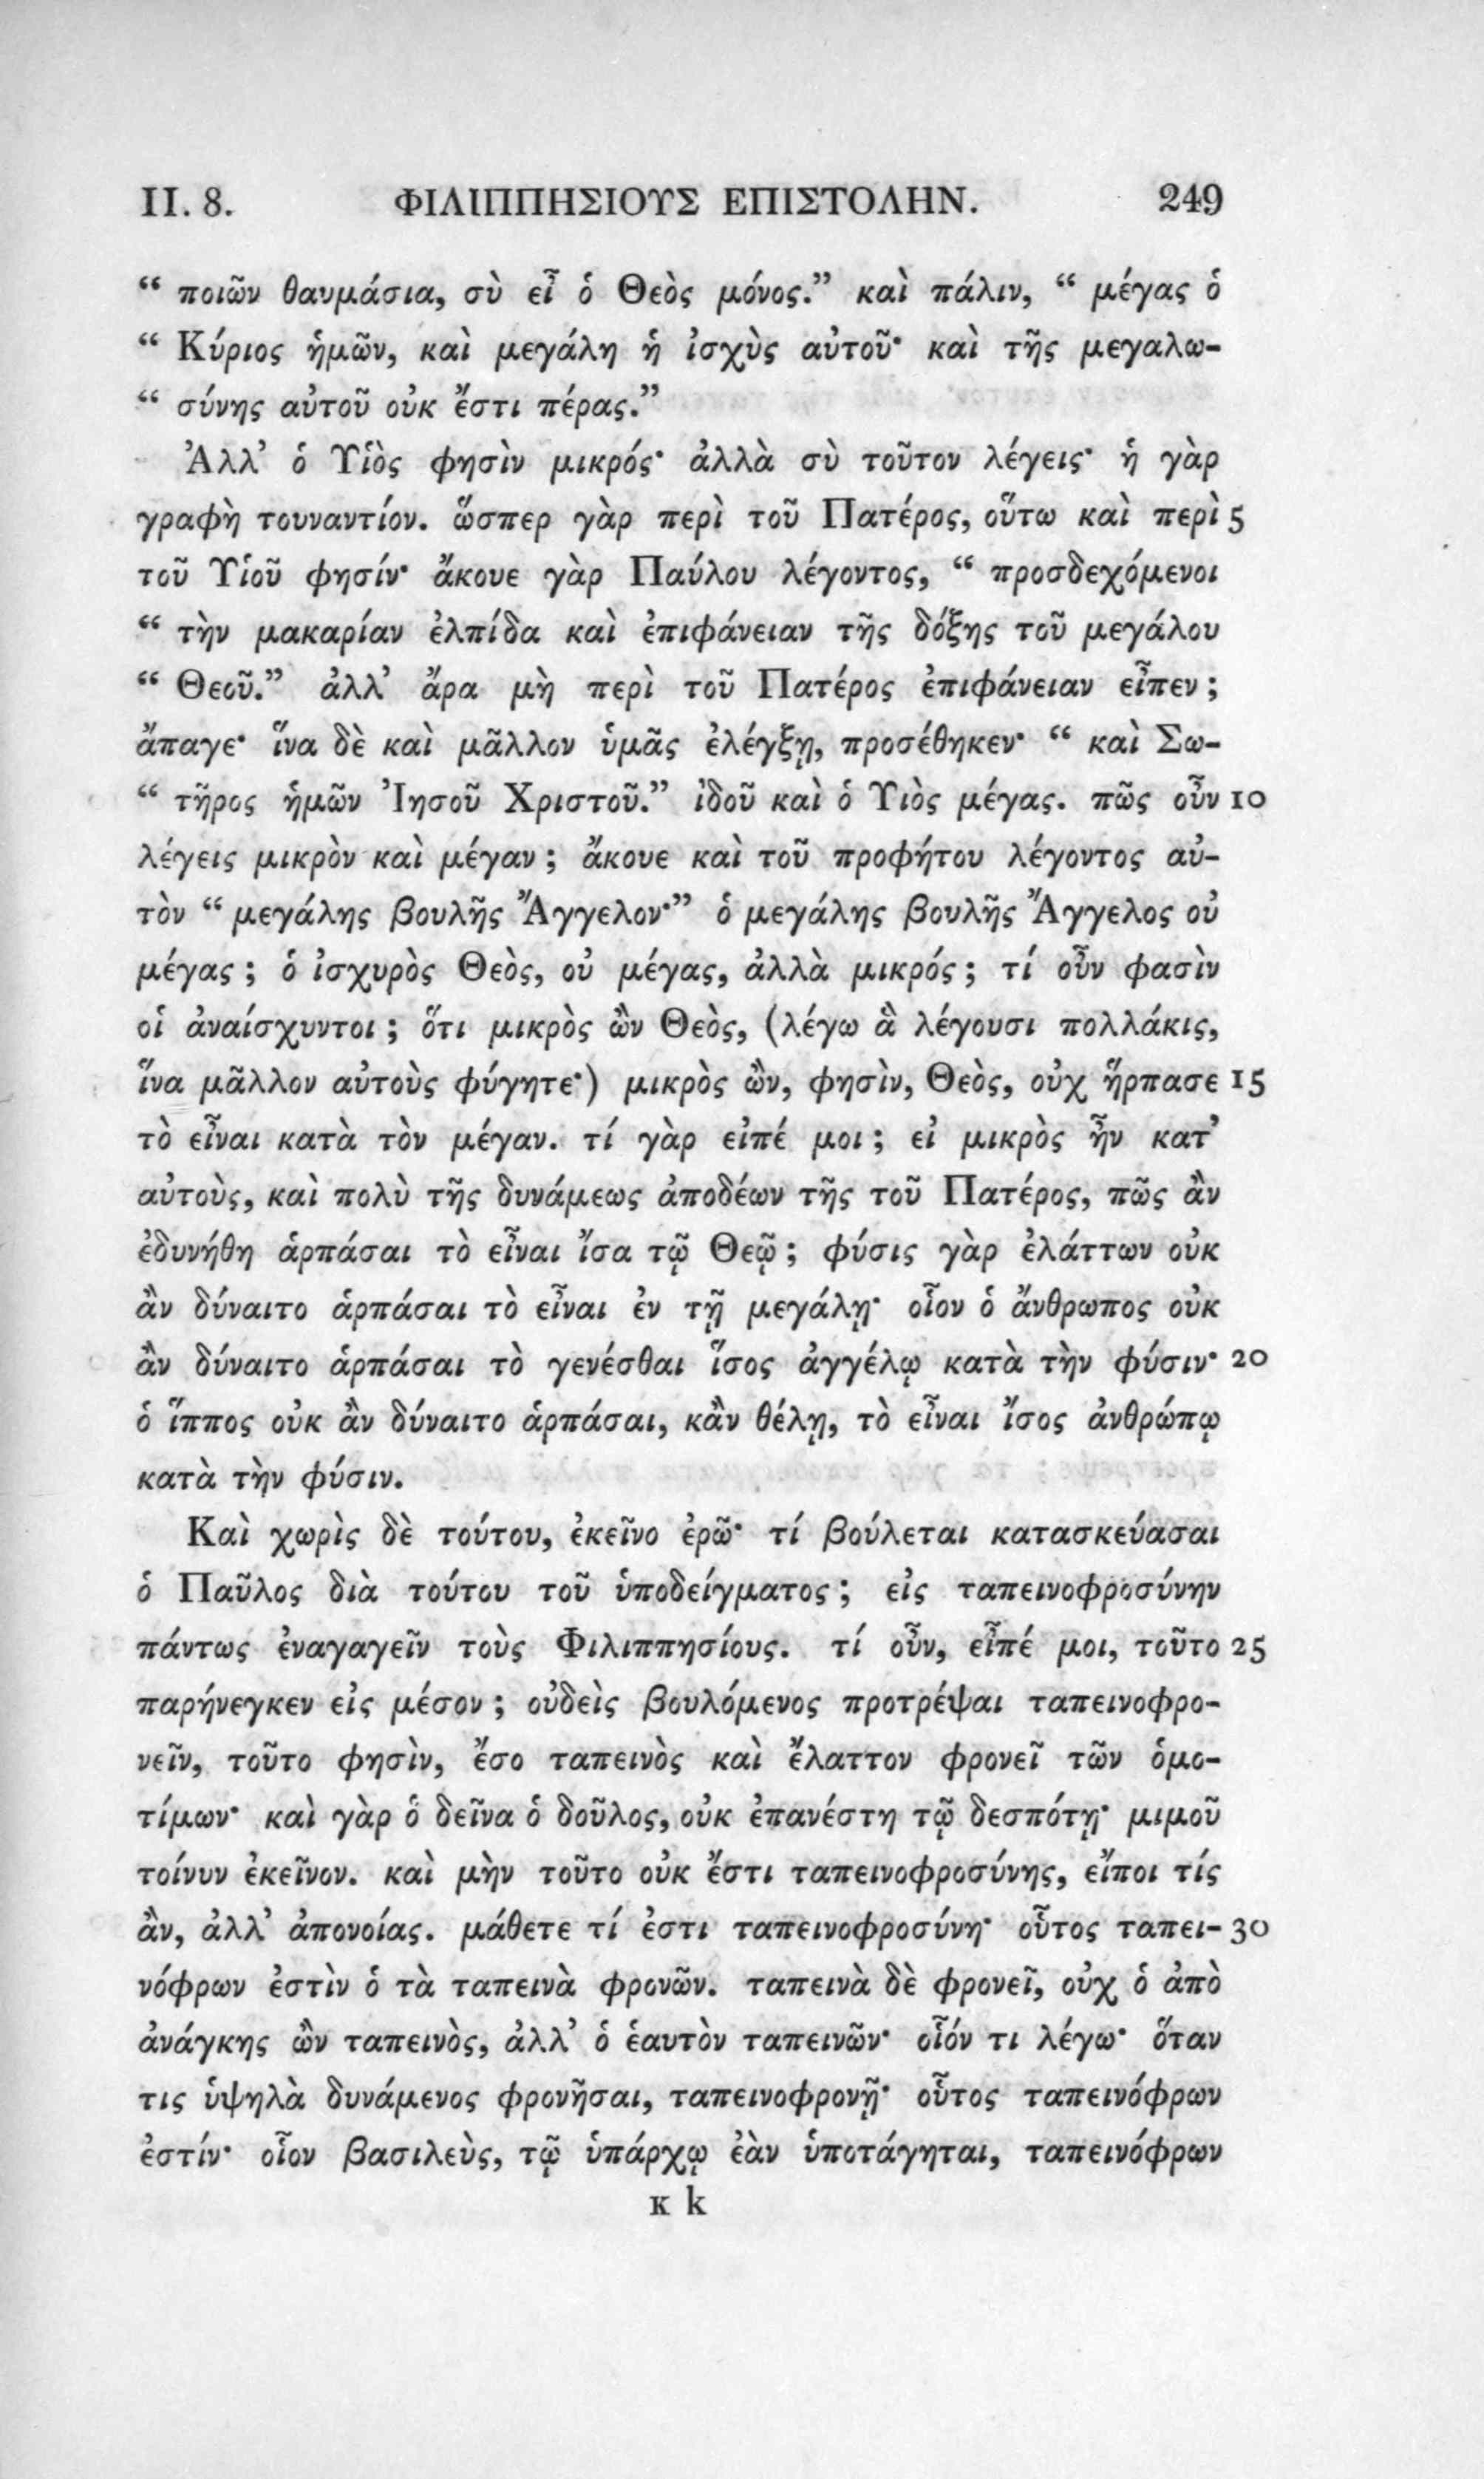 II. 8. ΦΙΛΙΠΠΗΣΙΟΥΣ ΕΠΙΣΤΟΛΗΝ. 249
“ ποιῶν θαυμάσια, σὺ εἶ ὁ Θεὸς μόνος.” καὶ πάλιν, “ μέγας ὁ
“ Κύριος ἡμῶν, καὶ μεγάλη ἡ ἰσχὺς αὐτοῦ· καὶ τῆς μεγαλω-
“ σύνης αὐτοῦ οὐκ ἔστι πέρας.”
Ἀλλ’ ὁ Υἱὸς φησὶν μικρός· ἀλλὰ σὺ τοῦτον λέγεις· ἡ γὰρ
γραφὴ τουναντίον. ὥσπερ γὰρ περὶ τοῦ Πατέρος, οὕτω καὶ περὶ 5
τοῦ Υἱοῦ φησίν· ἄκουε γὰρ Παύλου λέγοντος, “ προσδεχόμενοι
“ τὴν μακαρίαν ἐλπίδα καὶ ἐπιφάνειαν τῆς δόξης τοῦ μεγάλου
“ Θεοῦ.” ἀλλ’ ἄρα μὴ περὶ τοῦ Πατέρος ἐπιφάνειαν εἶπεν ;
ἄπαγε· ἵνα δὲ καὶ μᾶλλον ὑμᾶς ἐλέγξῃ, προσέθηκεν· “ καὶ Σω-
“ τῆρος ἡμῶν Ἰησοῦ Χριστοῦ.” ἰδοῦ καὶ ὁ Υιὸς μέγας. πῶς οὖν 10
λέγεις μικρὸν καὶ μέγαν ; ἄκουε καὶ τοῦ προφήτου λέγοντος αὐ-
τὸν “ μεγάλης βουλῆς Ἄγγελον·” ὁ μεγάλης βουλῆς Ἄγγελος οὐ
μέγας ; ὁ ἰσχυρὸς Θεὸς, οὐ μέγας, ἀλλὰ μικρός ; τί οὖν φασὶν
οἱ ἀναίσχυντοι ; ὅτι μικρὸς ὢν Θεὸς, (λέγω ἃ λέγουσι πολλάκις,
ἵνα μᾶλλον αὐτοὺς φύγητε·) μικρὸς ὢν, φησὶν, Θεὸς, οὐχ ἥρπασε 15
τὸ εἶναι κατὰ τὸν μέγαν. τί γὰρ εἰπέ μοι ; εἰ μικρὸς ἦν κατ’
αὐτοὺς, καὶ πολὺ τῆς δυνάμεως ἀποδέων τῆς τοῦ Πατέρος, πῶς ἂν
ἐδυνήθη ἁρπάσαι τὸ εἶναι ἴσα τῷ Θεῷ ; φύσις γὰρ ἐλάττων οὐκ
ἂν δύναιτο ἁρπάσαι τὸ εἶναι ἐν τῇ μεγάλῃ· οἷον ὁ ἄνθρωπος οὐκ
ἂν δύναιτο ἁρπάσαι τὸ γενέσθαι ἵσος ἀγγέλῳ κατὰ τὴν φύσιν· 20
ὁ ἵππος οὐκ ἂν δύναιτο ἁρπάσαι, κἂν θέλῃ, τὸ εἶναι ἴσος ἀνθρώπῳ
κατὰ τὴν φύσιν.
Καὶ χωρὶς δὲ τούτου, ἐκεῖνο ἐρῶ· τί βούλεται κατασκεύασαι
ὁ Παῦλος διὰ τούτου τοῦ ὑποδείγματος ; εἰς ταπεινοφροσύνην
πάντως ἐναγαγεῖν τοὺς Φιλιππησίους. τί οὖν, εἶπέ μοι, τοῦτο 25
παρήνεγκεν εἰς μέσον ; οὐδεὶς βουλόμενος προτρέψαι ταπεινοφρο-
νεῖν, τοῦτο φησὶν, ἔσο ταπεινὸς καὶ ἔλαττον φρονεῖ τῶν ὁμο-
τίμων· καὶ γὰρ ὁ δεῖνα ὁ δοῦλος, οὐκ ἐπανέστη τῷ δεσπότῃ· μιμοῦ
τοίνυν ἐκεῖνον. καὶ μὴν τοῦτο οὐκ ἔστι ταπεινοφροσύνης, εἴποι τίς
ἂν, ἀλλ’ ἀπονοίας. μάθετε τί ἐστι ταπεινοφροσύνη· οὗτος ταπει- 30
νόφρων ἐστὶν ὁ τὰ ταπεινὰ φρονῶν. ταπεινὰ δὲ φρονεῖ, οὐχ ὁ ἀπὸ
ἀνάγκης ὢν ταπεινὸς, ἀλλ’ ὁ ἑαυτὸν ταπεινῶν· οἷόν τι λέγω· ὅταν
τις ὑψηλὰ δυνάμενος φρονῆσαι, ταπεινοφρονῇ· οὗτος ταπεινόφρων
ἐστίν· οἷον βασιλεὺς, τῷ ὑπάρχῳ ἐὰν ὑποτάγηται, ταπεινόφρων
K k